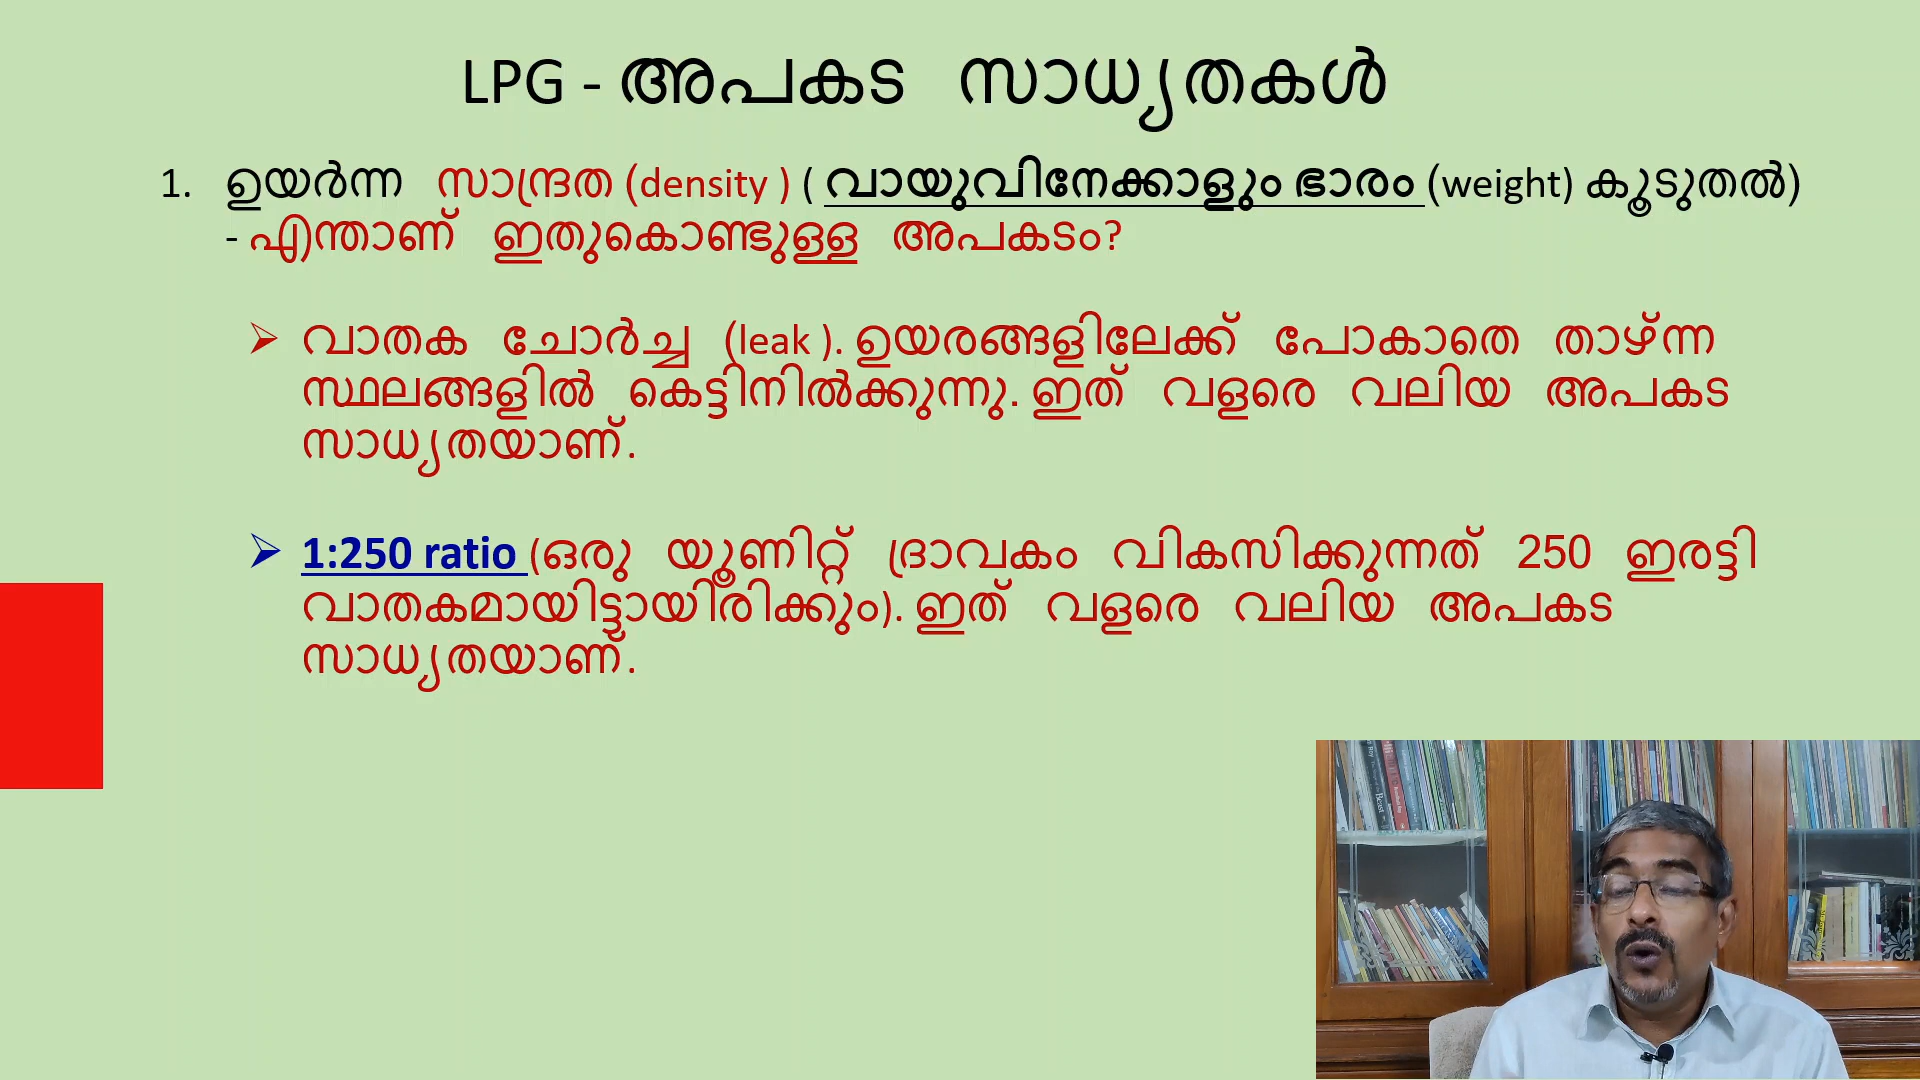 LPG - അപകട സാധ്യതകൾ
1. ഉയർന്ന സാന്ദ്രത (density ) ( വായുവിനേക്കാളും ഭാരം (weight) കൂടുതൽ)
- എന്താണ് ഇതുകൊണ്ടുള്ള അപകടം?
➢ വാതക ചോർച്ച (leak ). ഉയരങ്ങളിലേക്ക് പോകാതെ താഴ്ന്ന
സ്ഥലങ്ങളിൽ കെട്ടിനിൽക്കുന്നു. ഇത് വളരെ വലിയ അപകട
സാധ്യതയാണ്.
➢ 1:250 ratio (ഒരു യൂണിറ്റ് ദ്രാവകം വികസിക്കുന്നത് 250 ഇരട്ടി
വാതകമായിട്ടായിരിക്കും). ഇത് വളരെ വലിയ അപകട
സാധ്യതയാണ്.